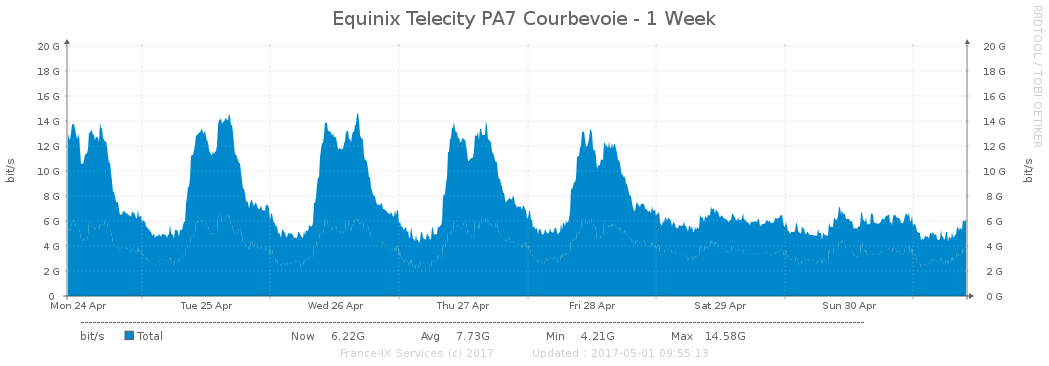 Equinix Telecity PA7 Courbevoie - 1 Week
RRDTOOL / TOBI OETIKER
20 G 20 G
18 G 18 G
16 G 16 G
14 G 14 G
12 G 12 G
10 G 10 G
8 G 8 G
6 G 6 G
4 G 4 G
2 G 2 G
0 0 G
bit/s
bit/s
Mon 24 Apr Tue 25 Apr Wed 26 Apr Thu 27 Apr Fri 28 Apr Sat 29 Apr Sun 30 Apr
bit/s Total Now 6.22G Avg 7.73G Min 4.21G Max 14.58G
France-IX Services (c) 2017 Updated : 2017-05-01 09:55:13